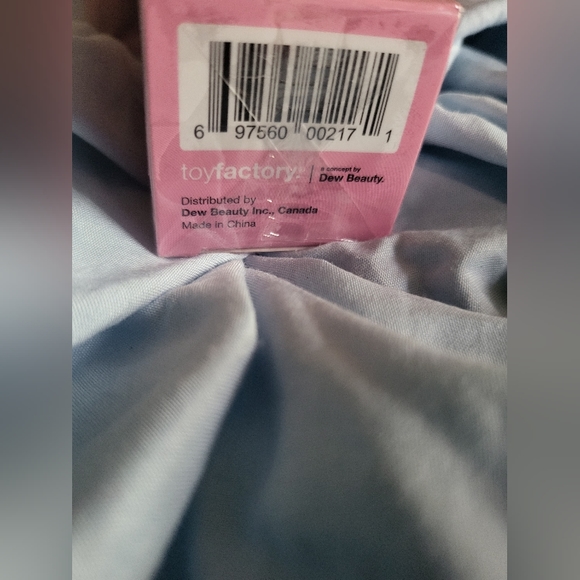 6 97560 00217 1
toyfactory. a concept by
Dew Beauty.
Distributed by
Dew Beauty Inc., Canada
Made in China